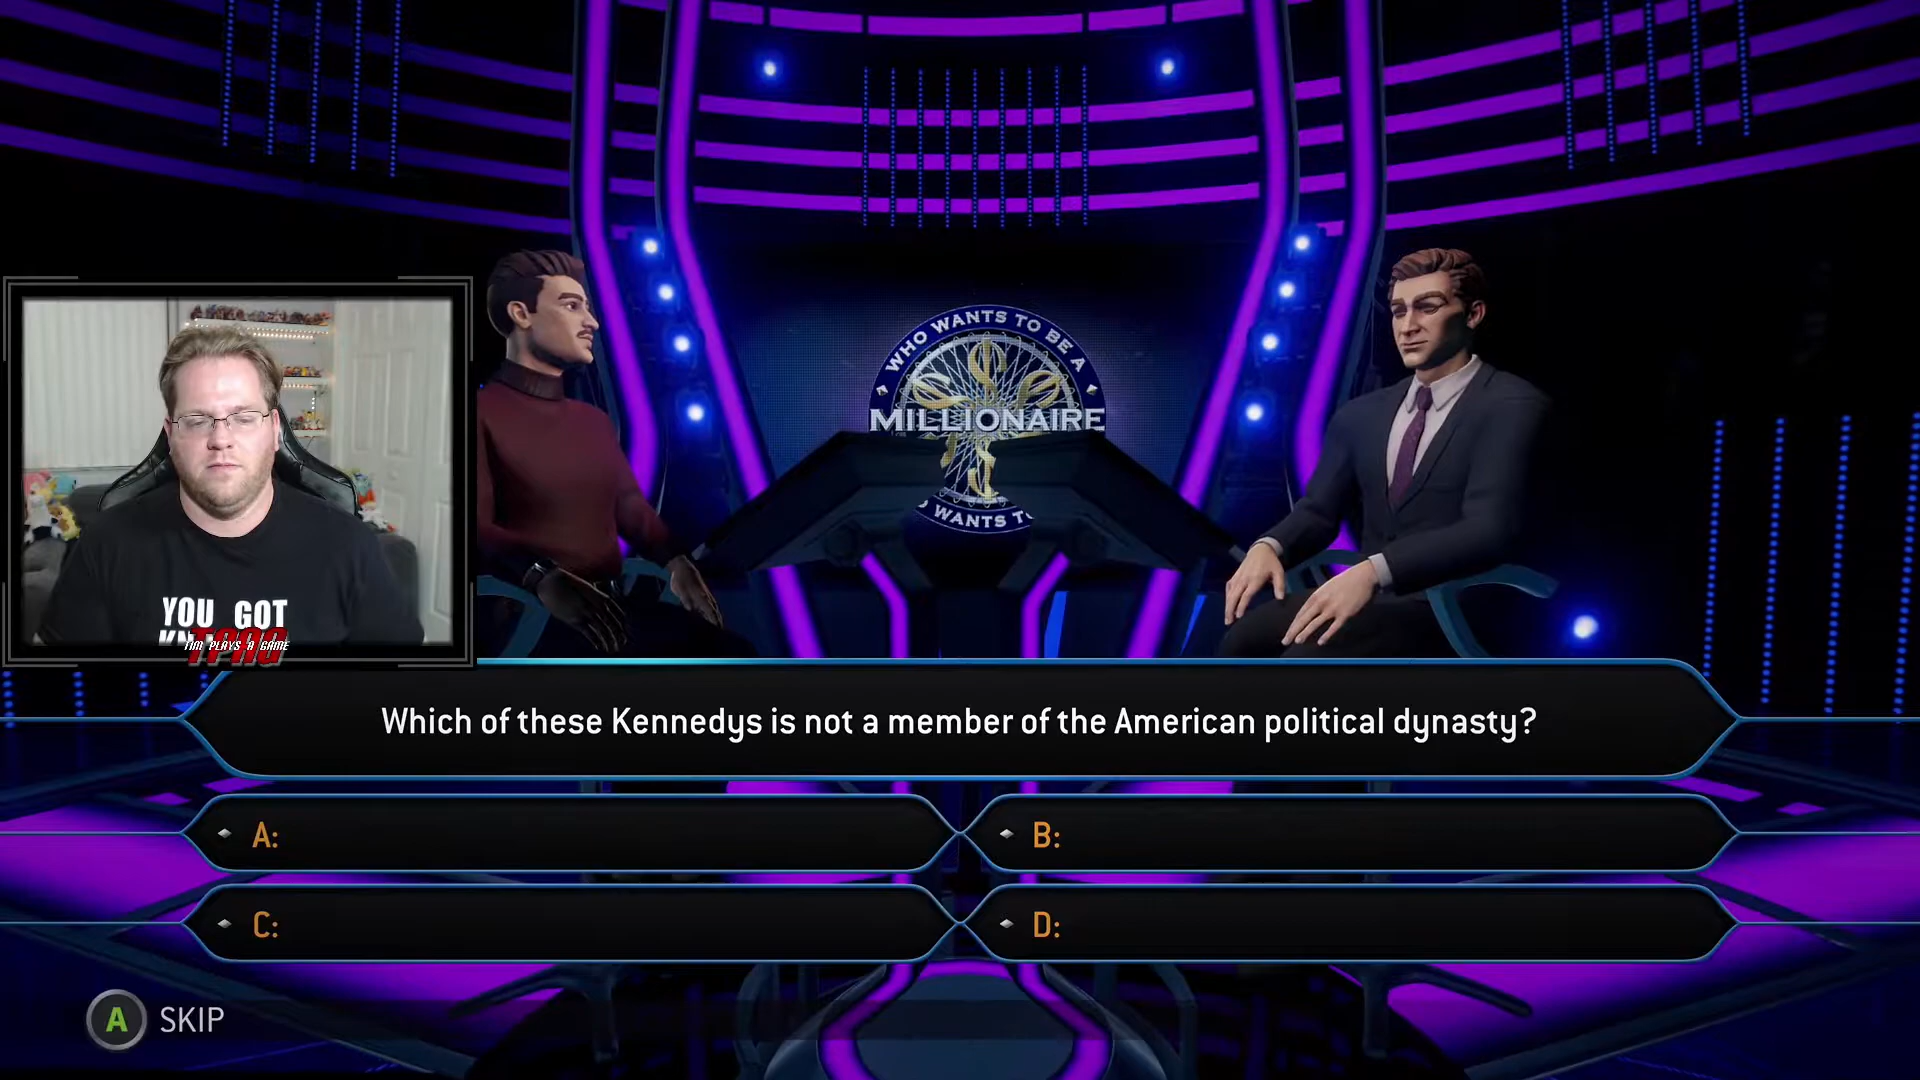 WHO WANTS TO BE A
MILLIONAIRE
WANTS T
YOU GOT
TPAG
TIM PLAYS A GAME
Which of these Kennedys is not a member of the American political dynasty?
A:
B:
C:
D:
A SKIP